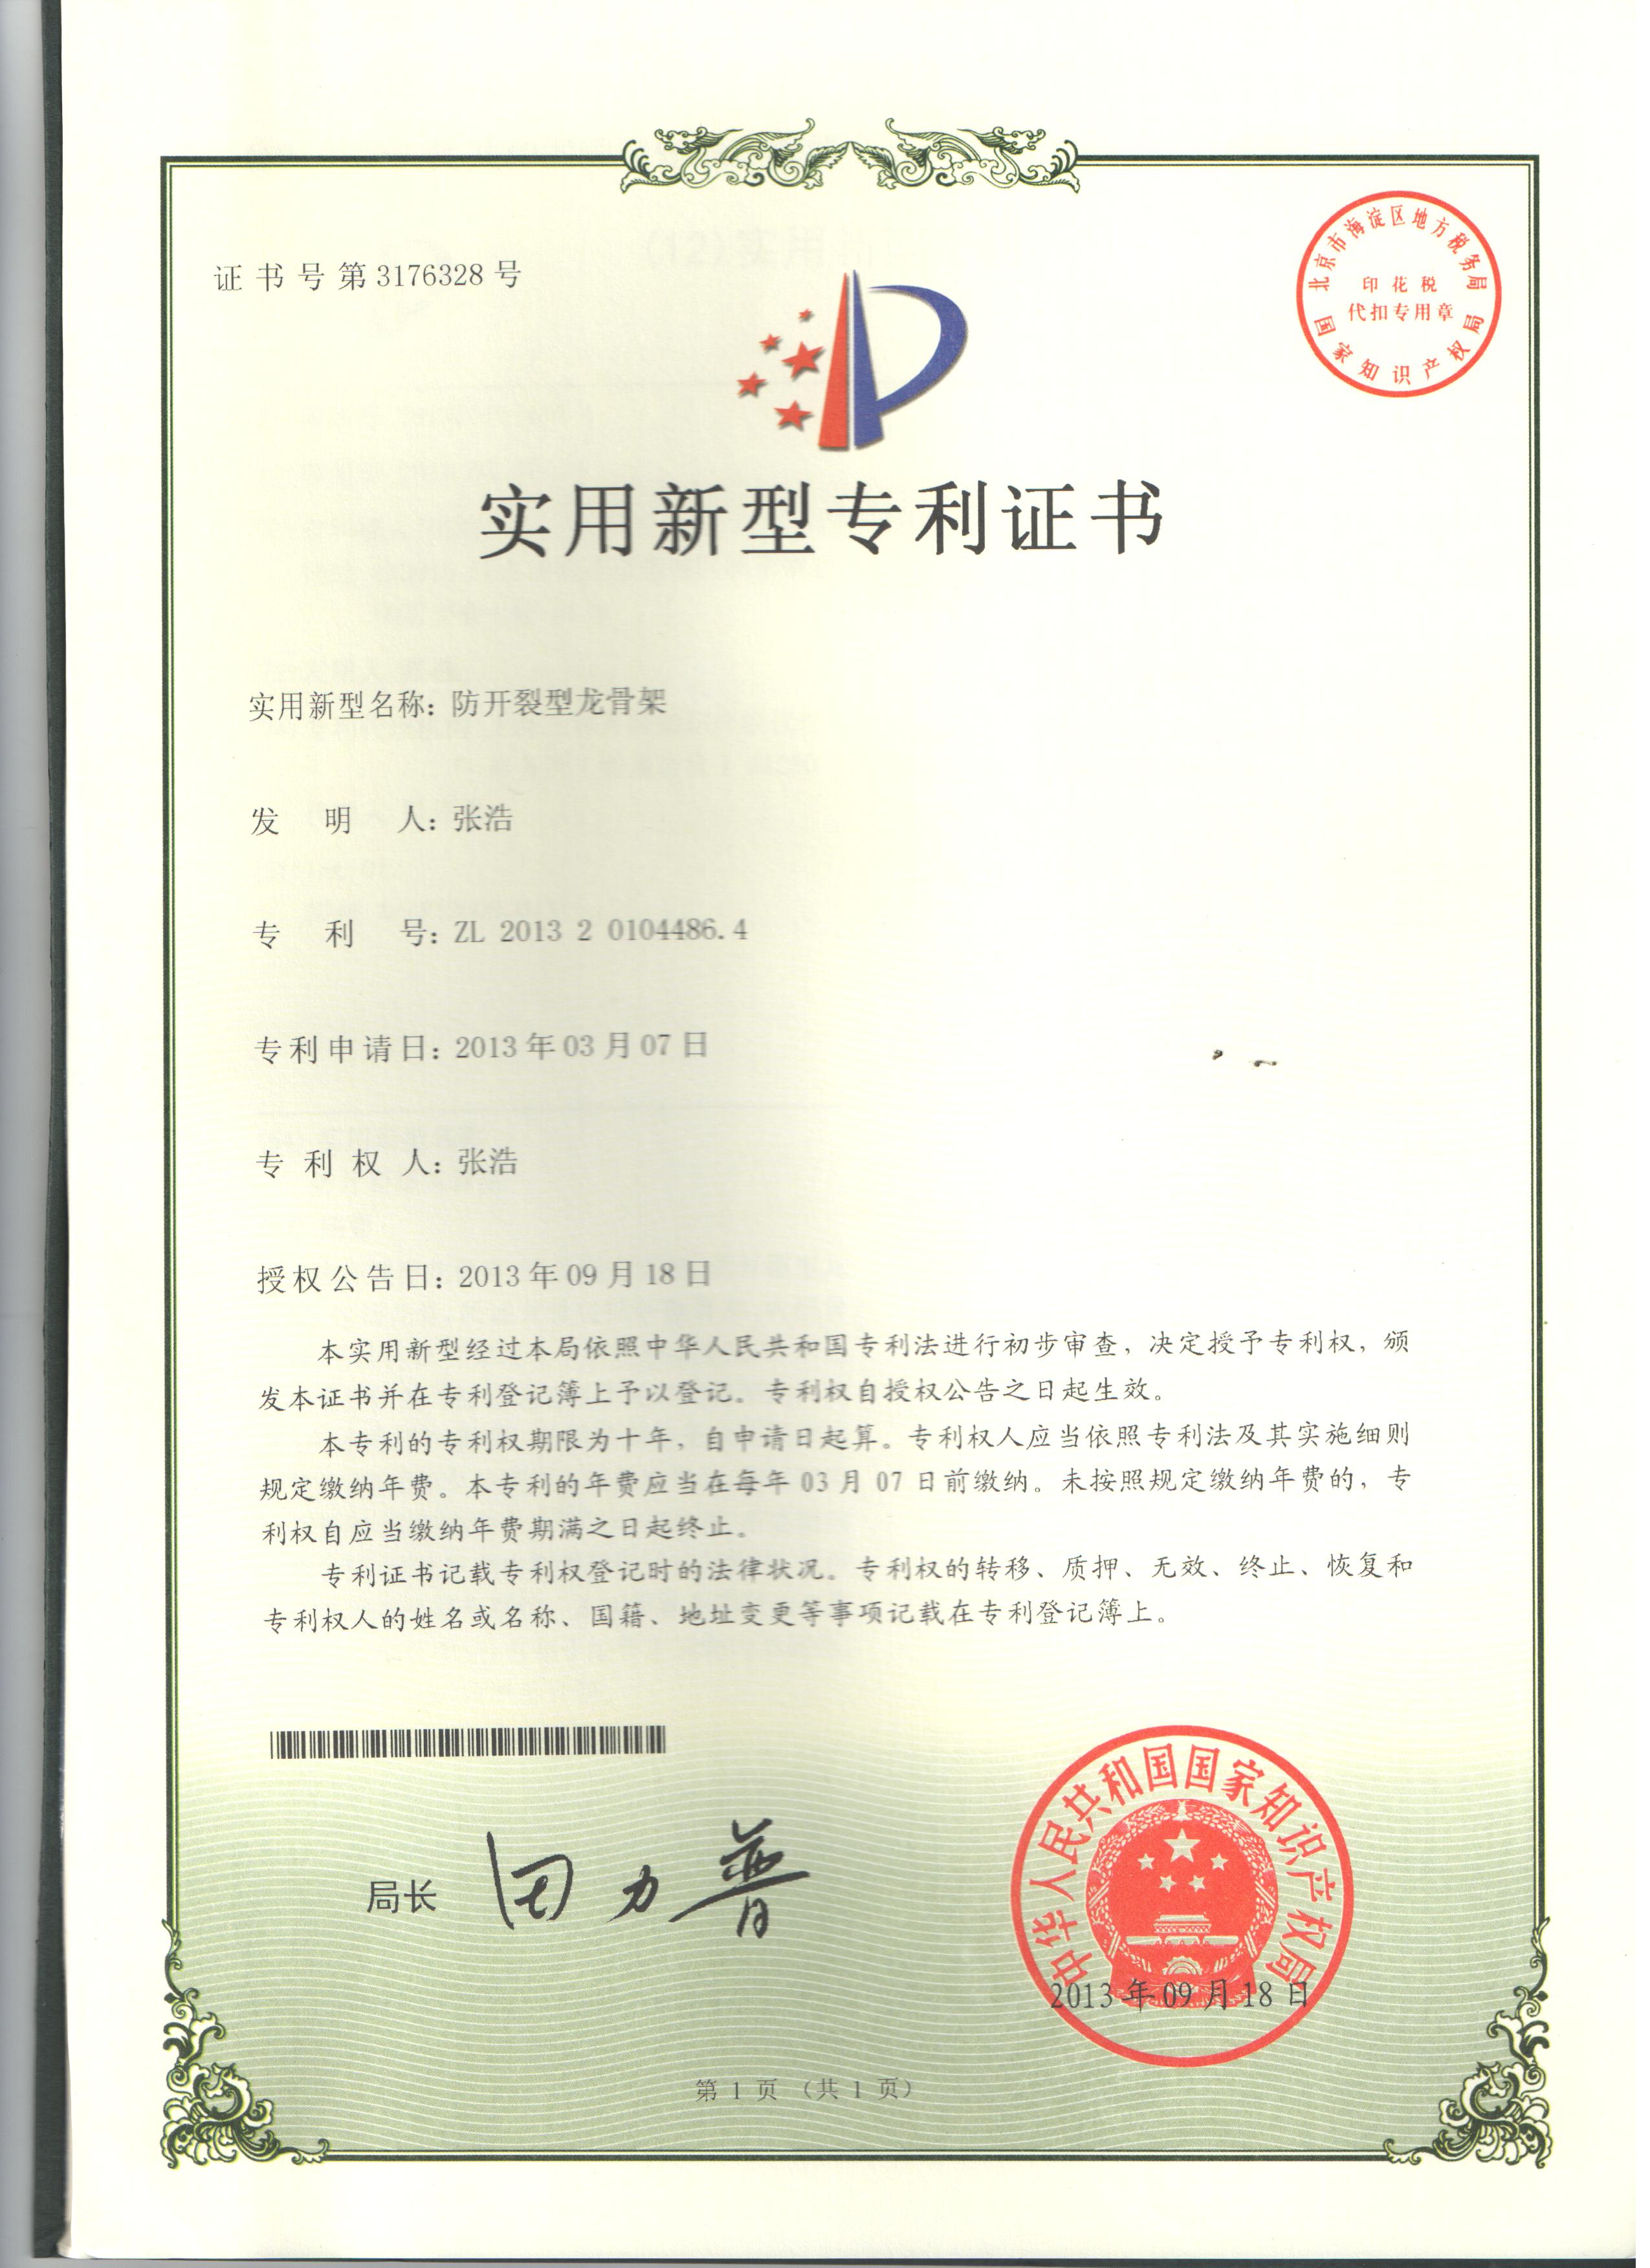 证书号第3176328号
北京市海淀区地方税务局
印花税
代扣专用章
国家知识产权局
实用新型专利证书
实用新型名称：防开裂型龙骨架
发明人：张浩
专利号：ZL 2013 2 0104486.4
专利申请日：2013年03月07日
专利权人：张浩
授权公告日：2013年09月18日
本实用新型经过本局依照中华人民共和国专利法进行初步审查，决定授予专利权，颁
发本证书并在专利登记簿上予以登记。专利权自授权公告之日起生效。
本专利的专利权期限为十年，自申请日起算。专利权人应当依照专利法及其实施细则
规定缴纳年费。本专利的年费应当在每年03月07日前缴纳。未按照规定缴纳年费的，专
利权自应当缴纳年费期满之日起终止。
专利证书记载专利权登记时的法律状况。专利权的转移、质押、无效、终止、恢复和
专利权人的姓名或名称、国籍、地址变更等事项记载在专利登记簿上。
局长 田力普
中华人民共和国国家知识产权局
2013年09月18日
第1页（共1页）